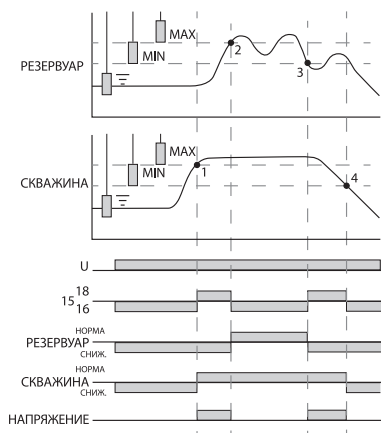 MAX
MIN
2
3
РЕЗЕРВУАР
MAX
MIN
1
4
СКВАЖИНА
U
15 18
16
НОРМА
РЕЗЕРВУАР
СНИЖ.
НОРМА
СКВАЖИНА
СНИЖ.
НАПРЯЖЕНИЕ